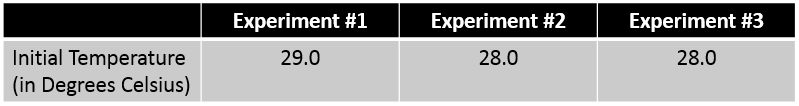 Experiment #1 Experiment #2 Experiment #3
Initial Temperature 29.0 28.0 28.0
(in Degrees Celsius)